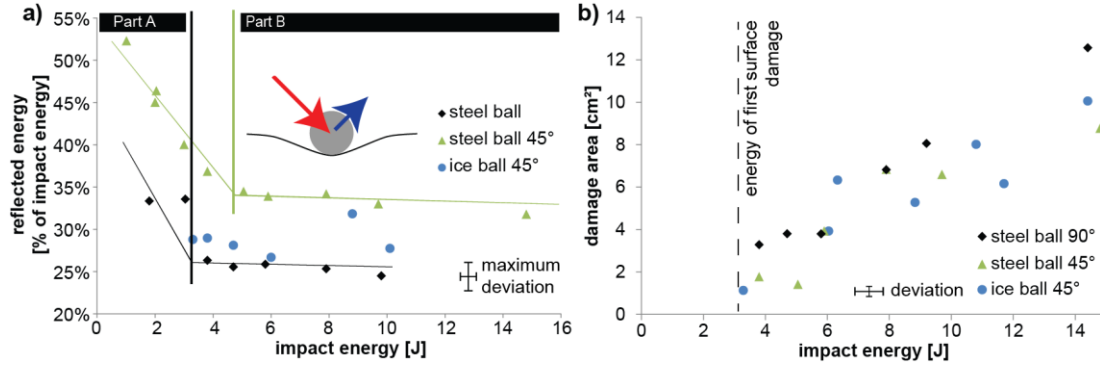 a)
Part A
Part B
55%
50%
45%
40%
35%
30%
25%
20%
reflected energy
[% of impact energy]
steel ball
steel ball 45°
ice ball 45°
maximum
deviation
0 2 4 6 8 10 12 14 16
impact energy [J]
b)
14
12
10
8
6
4
2
0
damage area [cm²]
energy of first surface
damage
steel ball 90°
steel ball 45°
ice ball 45°
deviation
0 2 4 6 8 10 12 14
impact energy [J]